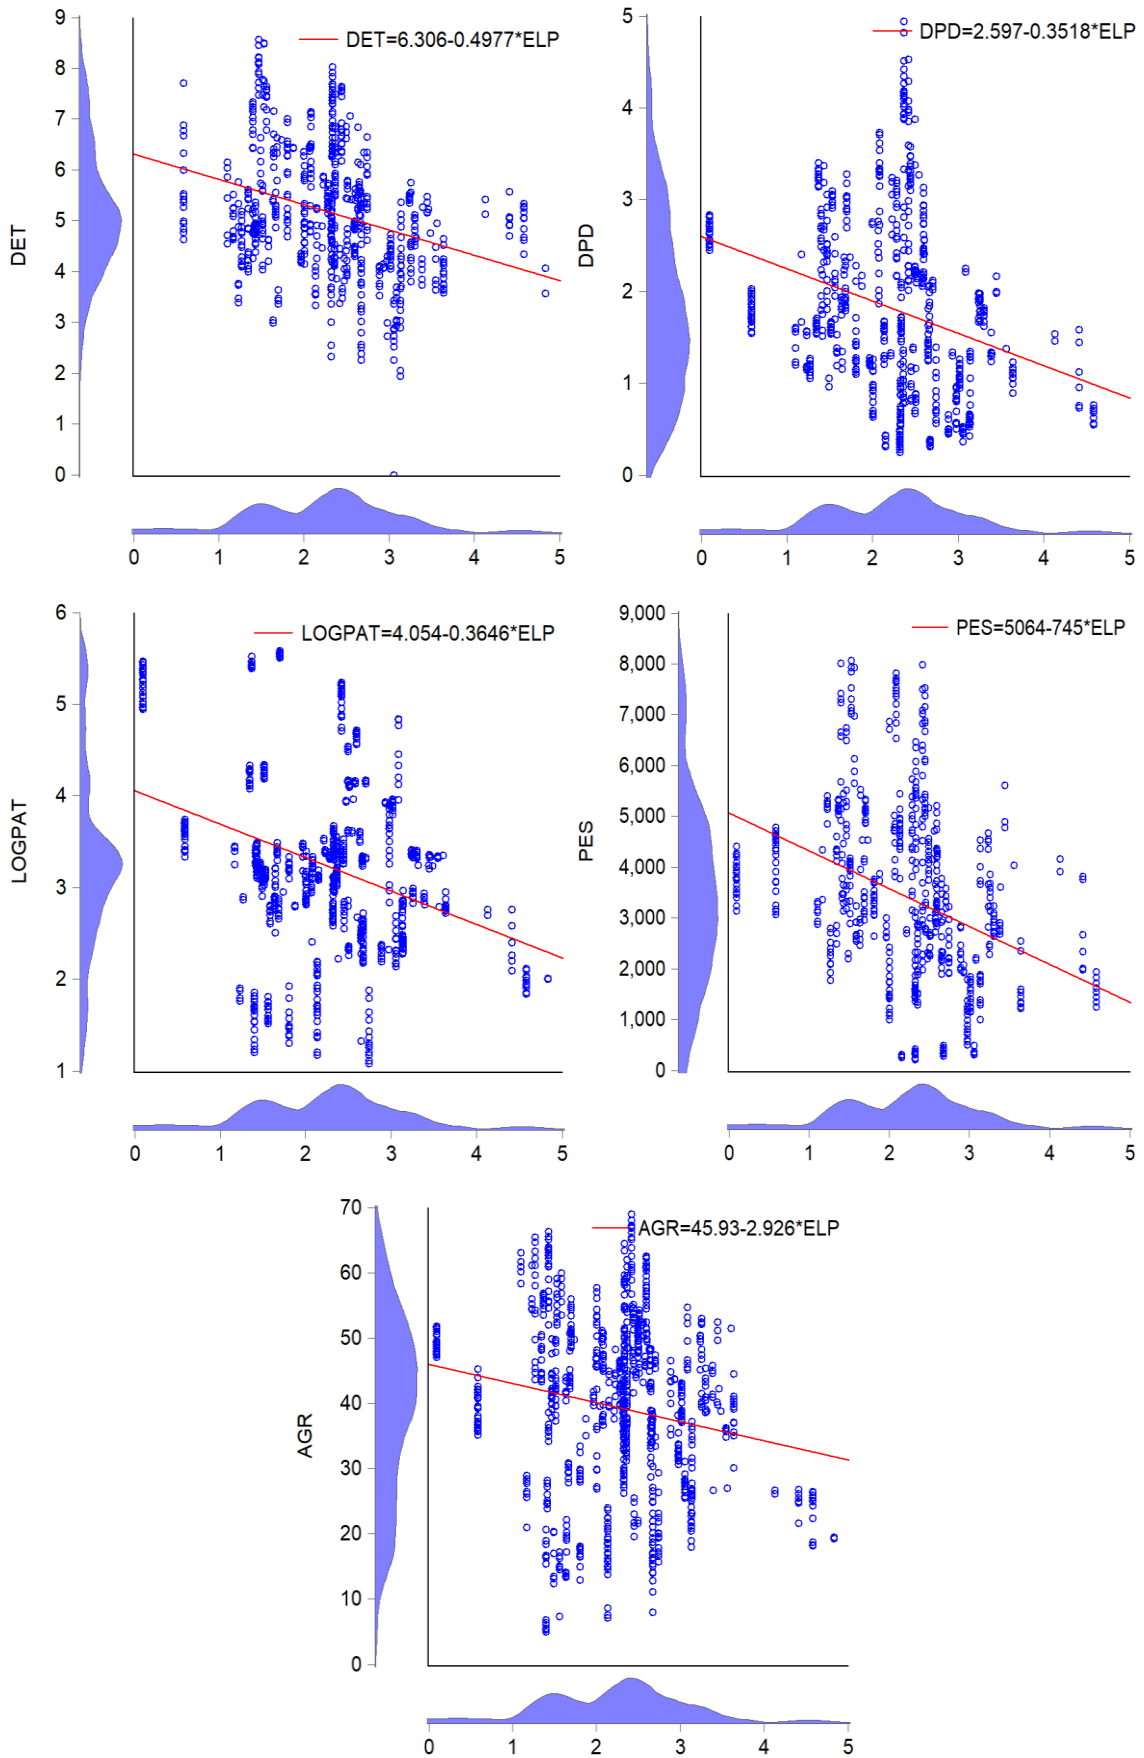 9
8
7
6
5
4
3
2
1
0
DET
DET=6.306-0.4977*ELP
0 1 2 3 4 5
5
4
3
2
1
0
DPD
DPD=2.597-0.3518*ELP
0 1 2 3 4 5
6
5
4
3
2
1
LOGPAT
LOGPAT=4.054-0.3646*ELP
0 1 2 3 4 5
9,000
8,000
7,000
6,000
5,000
4,000
3,000
2,000
1,000
0
PES
PES=5064-745*ELP
0 1 2 3 4 5
70
60
50
40
30
20
10
0
AGR
AGR=45.93-2.926*ELP
0 1 2 3 4 5